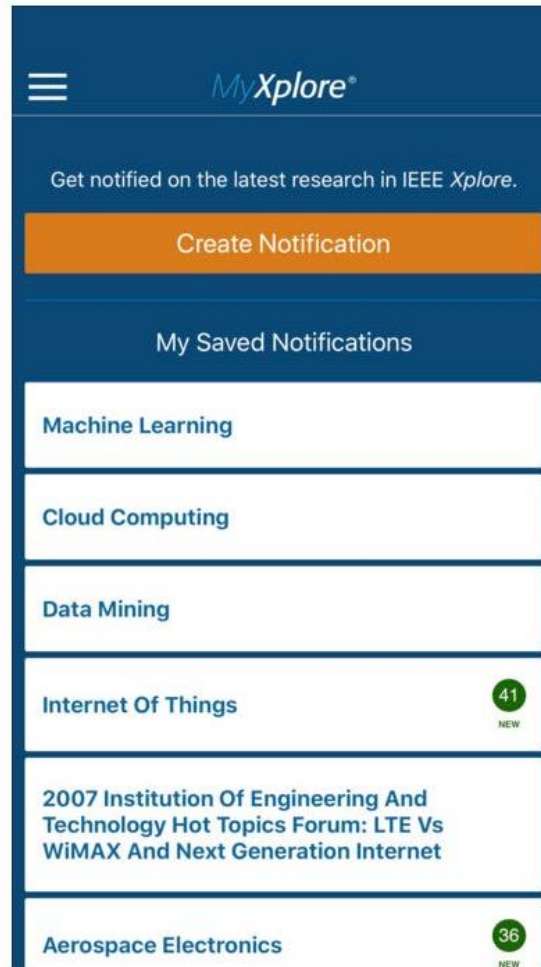 MyXplore®
Get notified on the latest research in IEEE Xplore.
Create Notification
My Saved Notifications
Machine Learning
Cloud Computing
Data Mining
Internet Of Things
41
NEW
2007 Institution Of Engineering And
Technology Hot Topics Forum: LTE Vs
WiMAX And Next Generation Internet
Aerospace Electronics
36
NEW